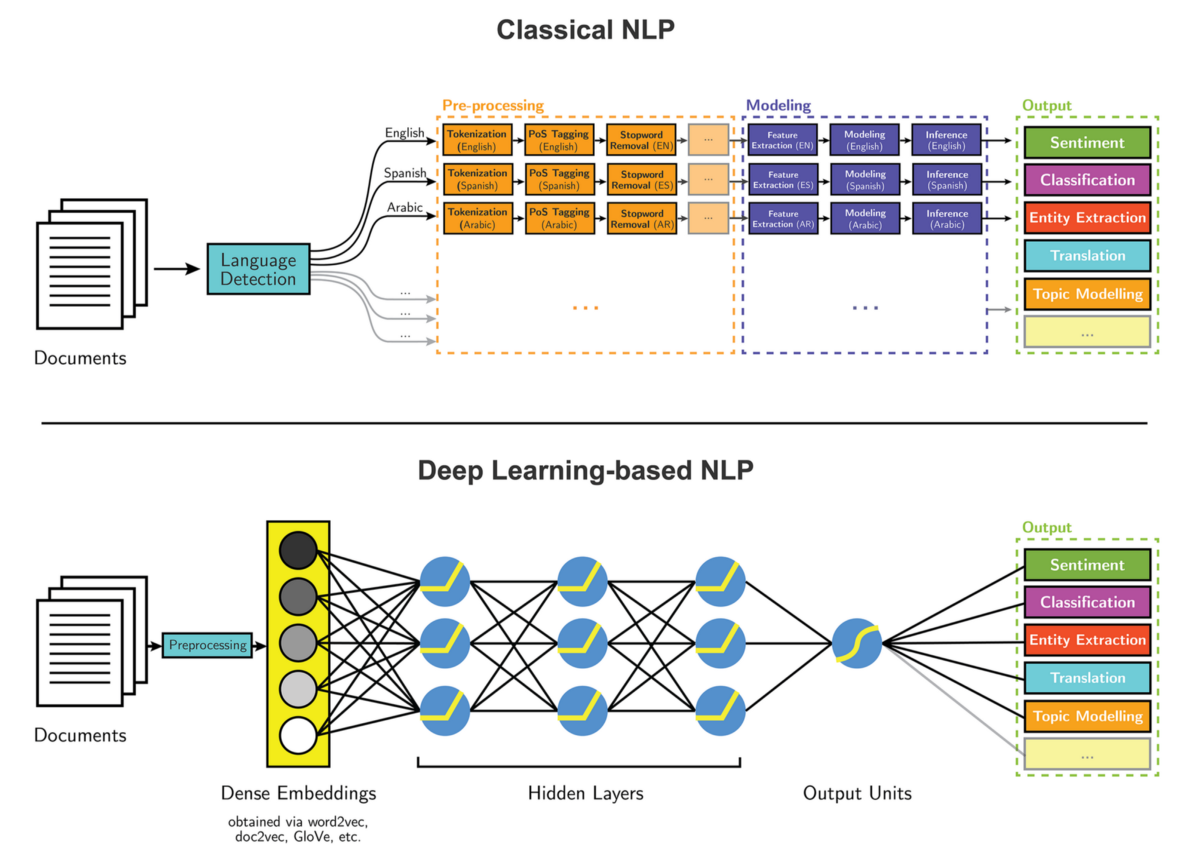 Classical NLP
Pre-processing
Modeling
Output
English
Tokenization
(English)
PoS Tagging
(English)
Stopword
Removal (EN)
...
Feature
Extraction (EN)
Modeling
(English)
Inference
(English)
Sentiment
Spanish
Tokenization
(Spanish)
PoS Tagging
(Spanish)
Stopword
Removal (ES)
...
Feature
Extraction (ES)
Modeling
(Spanish)
Inference
(Spanish)
Classification
Arabic
Tokenization
(Arabic)
PoS Tagging
(Arabic)
Stopword
Removal (AR)
...
Feature
Extraction (AR)
Modeling
(Arabic)
Inference
(Arabic)
Entity Extraction
Language
Detection
Translation
...
...
...
...
...
Topic Modelling
...
Documents
Deep Learning-based NLP
Output
Sentiment
Classification
Preprocessing
Entity Extraction
Translation
Topic Modelling
...
Documents
Dense Embeddings
obtained via word2vec,
doc2vec, GloVe, etc.
Hidden Layers
Output Units